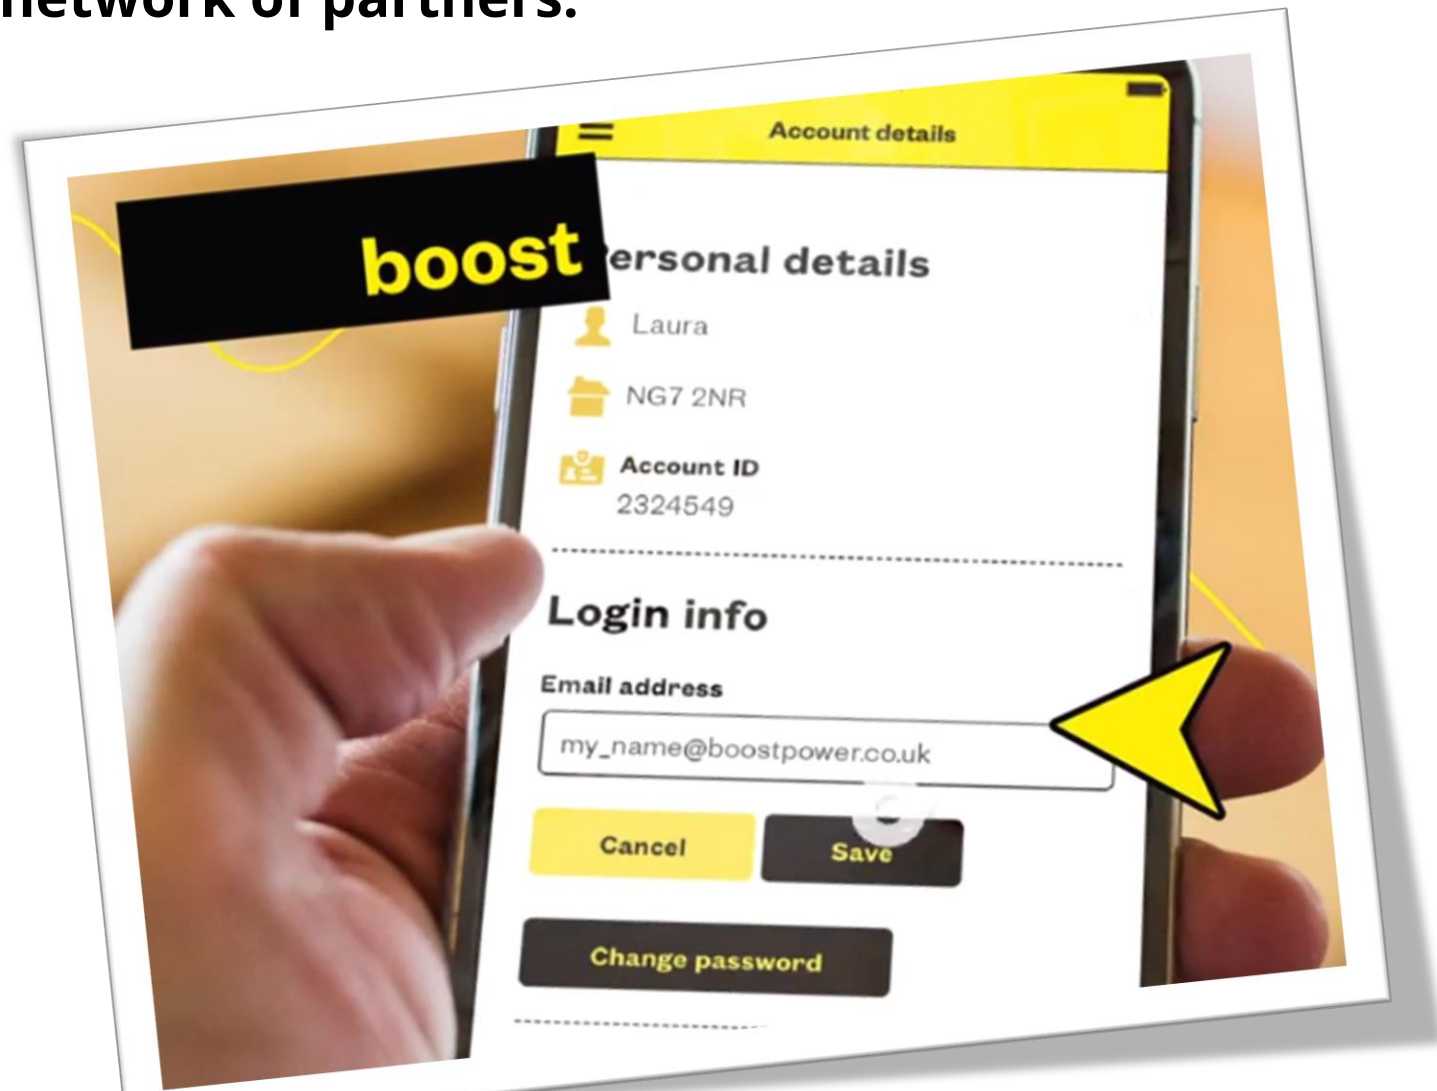 network of partners.
Account details
boost
Personal details
Laura
NG7 2NR
Account ID
2324549
Login info
Email address
my_name@boostpower.co.uk
Cancel
Save
Change password